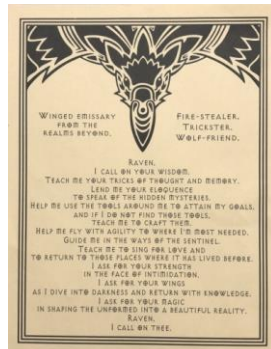 Winged emissary
from the
realms beyond.
Fire-stealer.
Trickster.
Wolf-friend.
Raven,
I call on your wisdom.
Teach me your tricks of thought and memory.
Lend me your eloquence
to speak of the hidden mysteries.
Help me use the tools around me to attain my goals,
and if I do not find those tools,
teach me to craft them.
Help me fly with agility to where I'm most needed.
Guide me in the ways of the sentinel.
Teach me to sing for love and
to return to those places where it has lived before.
I ask for your strength
in the face of intimidation.
I ask for your wings
as I dive into darkness and return with knowledge.
I ask for your magic
in shaping the unformed into a beautiful reality.
Raven,
I call on thee.